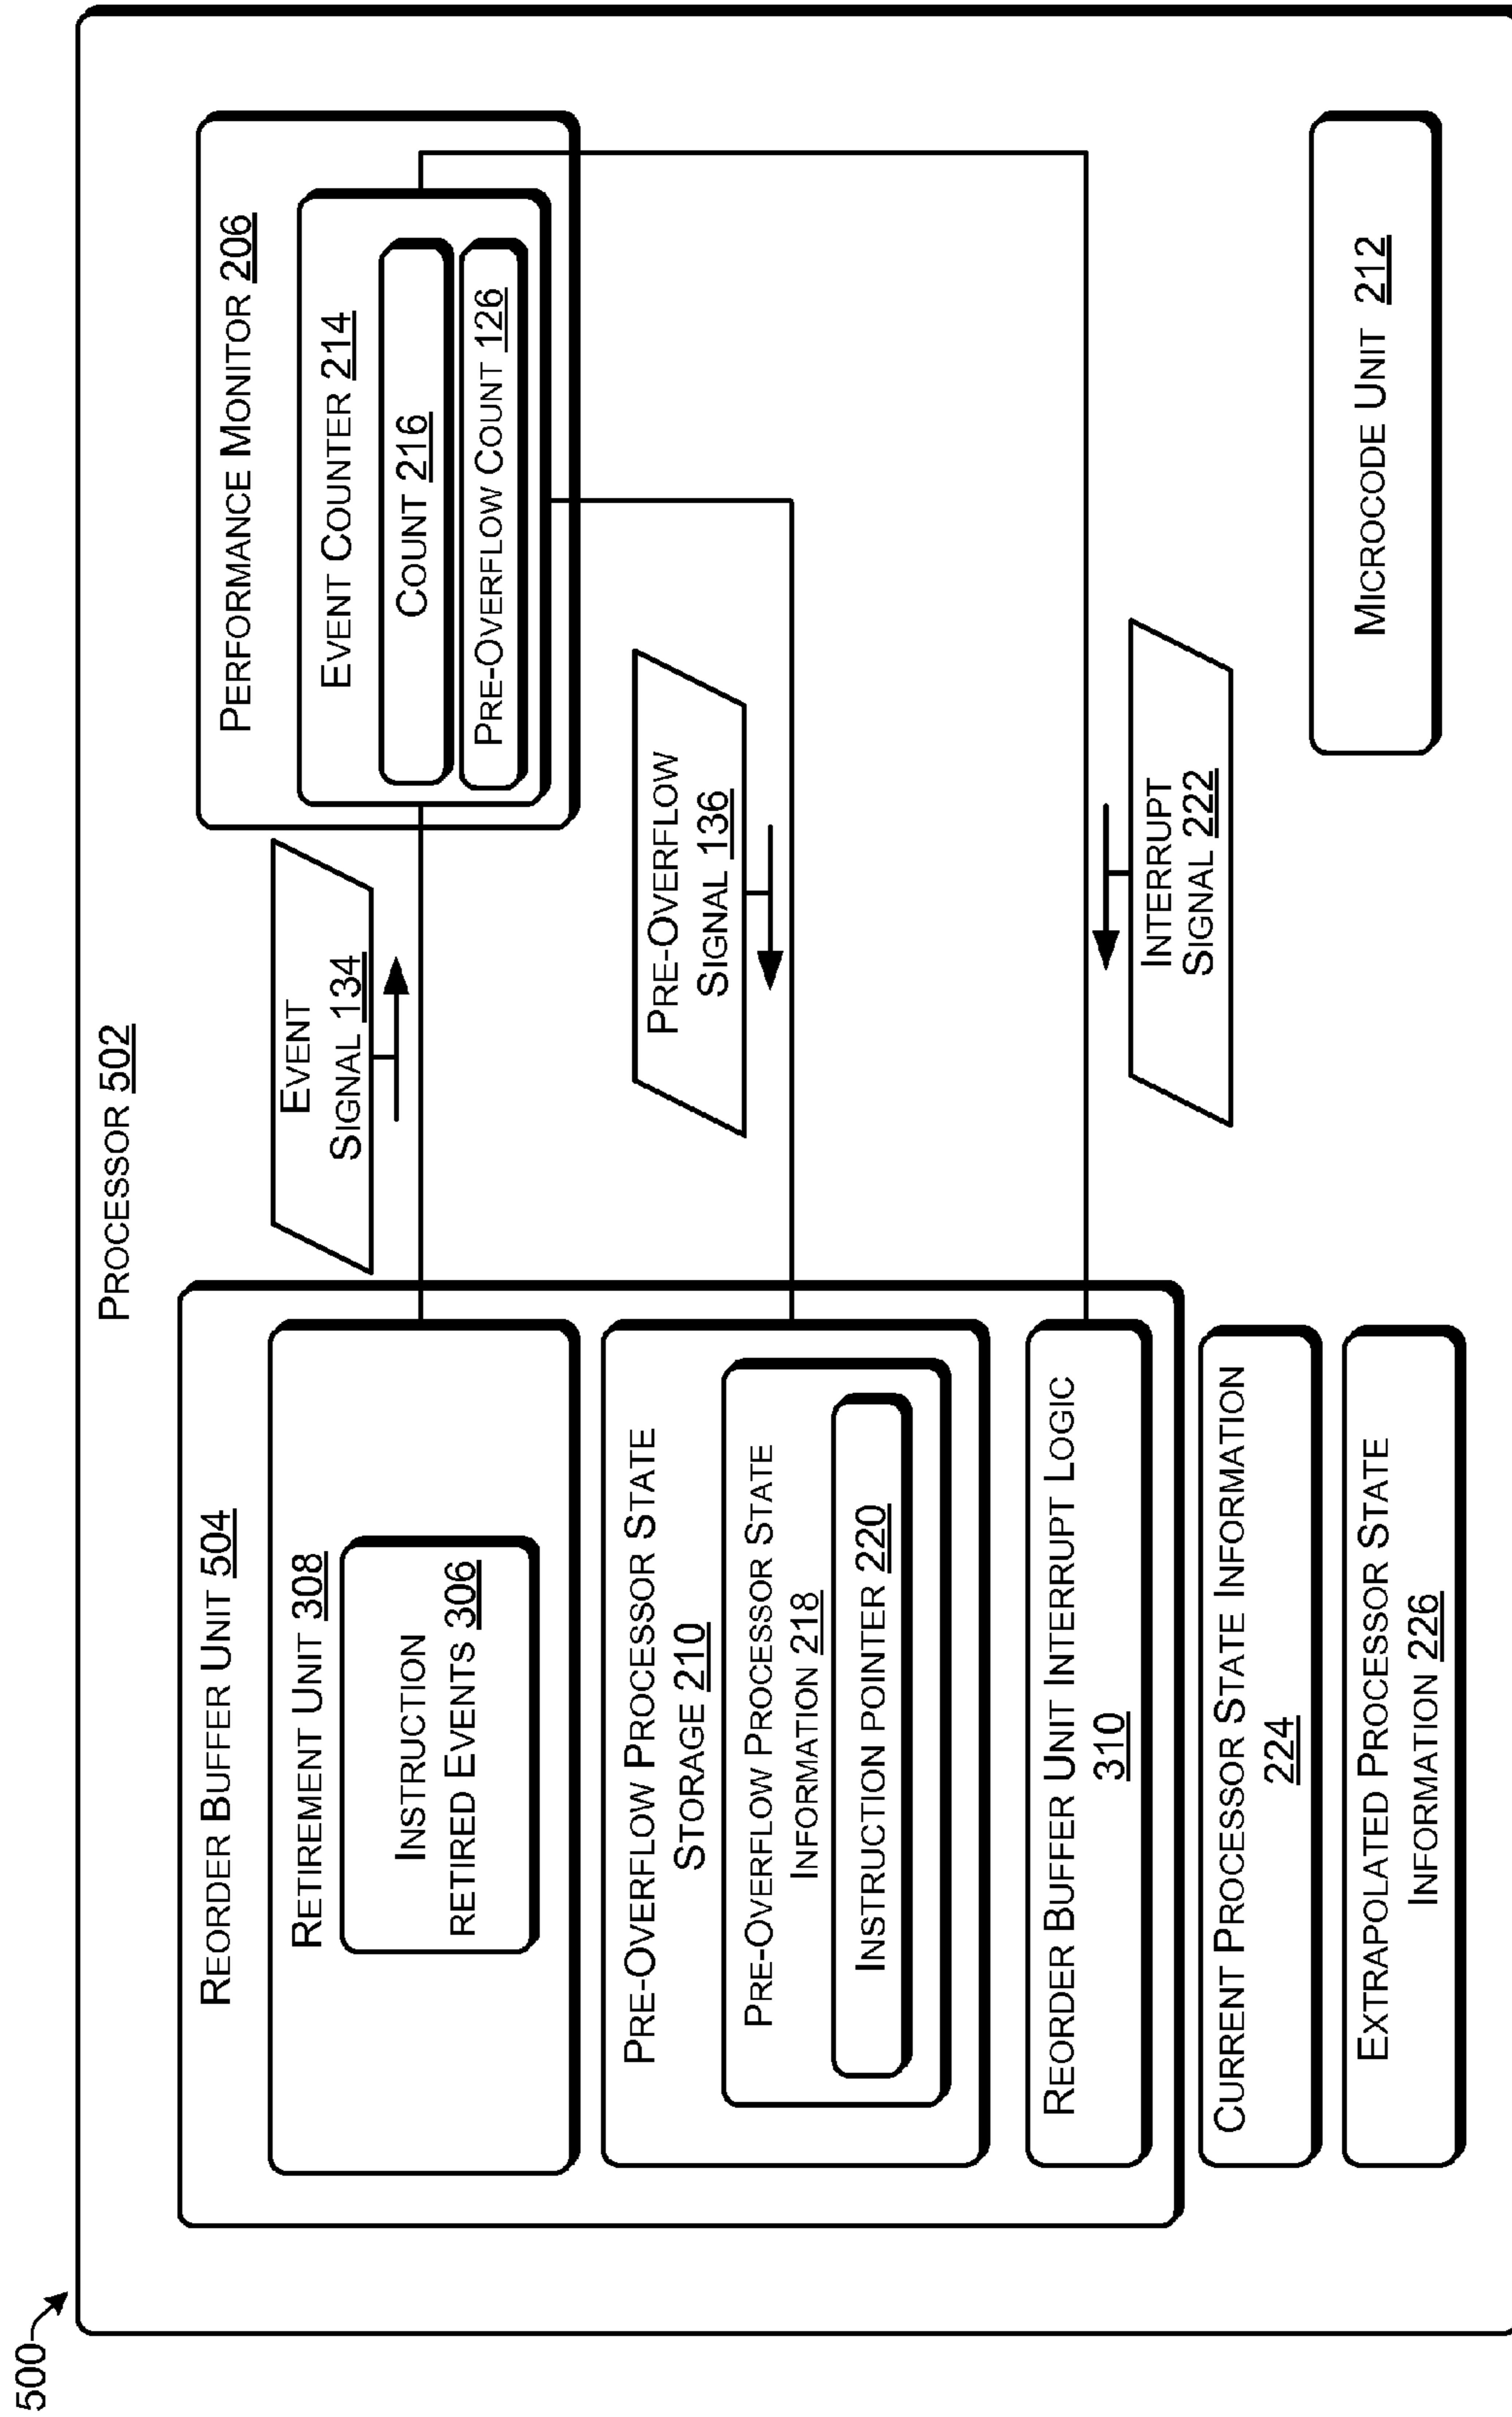 500
PROCESSOR 502
REORDER BUFFER UNIT 504
RETIREMENT UNIT 308
INSTRUCTION
RETIRED EVENTS 306
PRE-OVERFLOW PROCESSOR STATE
STORAGE 210
PRE-OVERFLOW PROCESSOR STATE
INFORMATION 218
INSTRUCTION POINTER 220
REORDER BUFFER UNIT INTERRUPT LOGIC
310
CURRENT PROCESSOR STATE INFORMATION
224
EXTRAPOLATED PROCESSOR STATE
INFORMATION 226
EVENT
SIGNAL 134
PRE-OVERFLOW
SIGNAL 136
INTERRUPT
SIGNAL 222
PERFORMANCE MONITOR 206
EVENT COUNTER 214
COUNT 216
PRE-OVERFLOW COUNT 126
MICROCODE UNIT 212